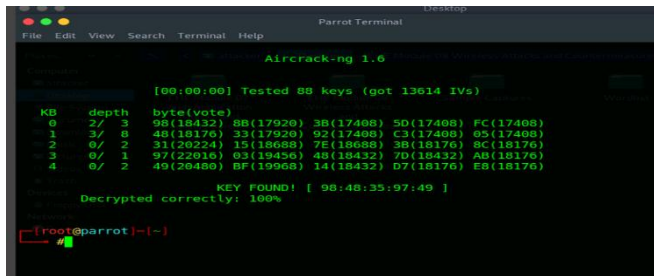 Desktop
Parrot Terminal
File Edit View Search Terminal Help
Aircrack-ng 1.6
[00:00:00] Tested 88 keys (got 13614 IVs)
KB depth byte(vote)
0 2/ 3 98(18432) 8B(17920) 3B(17408) 5D(17408) FC(17408)
1 3/ 8 48(18176) 33(17920) 92(17408) C3(17408) 05(17408)
2 0/ 2 31(20224) 15(18688) 7E(18688) 3B(18176) 8C(18176)
3 0/ 1 97(22016) 03(19456) 48(18432) 7D(18432) AB(18176)
4 0/ 2 49(20480) BF(19968) 14(18432) D7(18176) E8(18176)
KEY FOUND! [ 98:48:35:97:49 ]
Decrypted correctly: 100%
[root@parrot]-[~]
#